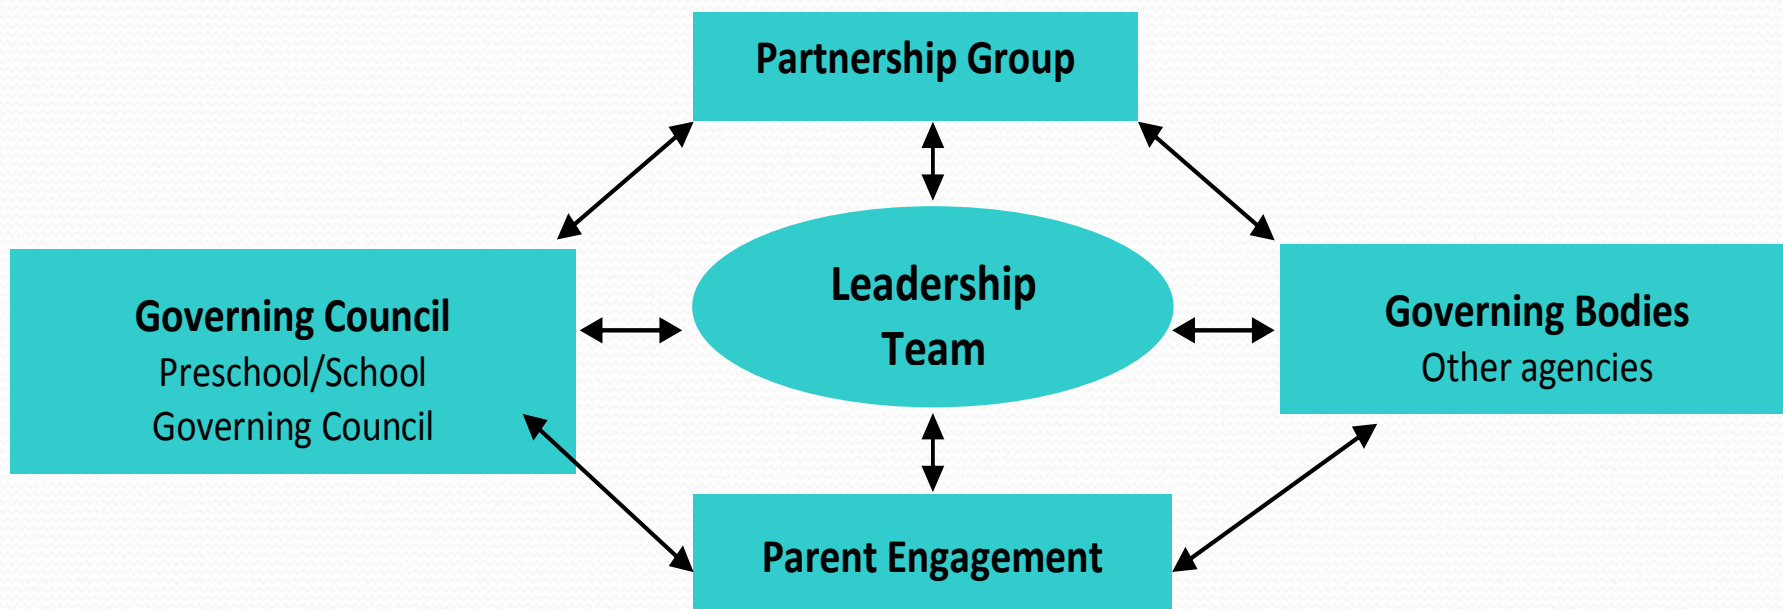 Partnership Group
Leadership
Team
Governing Council
Preschool/School
Governing Council
Governing Bodies
Other agencies
Parent Engagement